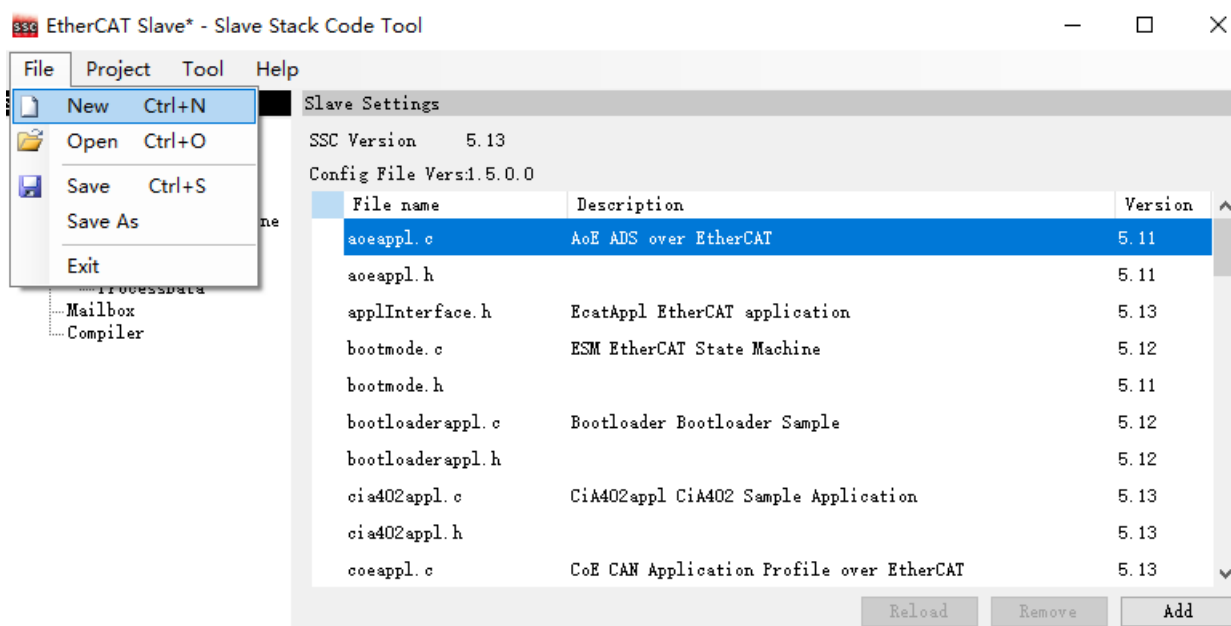 SSC EtherCAT Slave* - Slave Stack Code Tool
File Project Tool Help
New Ctrl+N
Open Ctrl+O
Save Ctrl+S
Save As
Exit
ne
ProcessData
Mailbox
Compiler
Slave Settings
SSC Version 5.13
Config File Vers:1.5.0.0
File name Description Version
aoeappl.c AoE ADS over EtherCAT 5.11
aoeappl.h 5.11
applInterface.h EcatAppl EtherCAT application 5.13
bootmode.c ESM EtherCAT State Machine 5.12
bootmode.h 5.11
bootloaderappl.c Bootloader Bootloader Sample 5.12
bootloaderappl.h 5.12
cia402appl.c CiA402appl CiA402 Sample Application 5.13
cia402appl.h 5.13
coeappl.c CoE CAN Application Profile over EtherCAT 5.13
Reload Remove Add